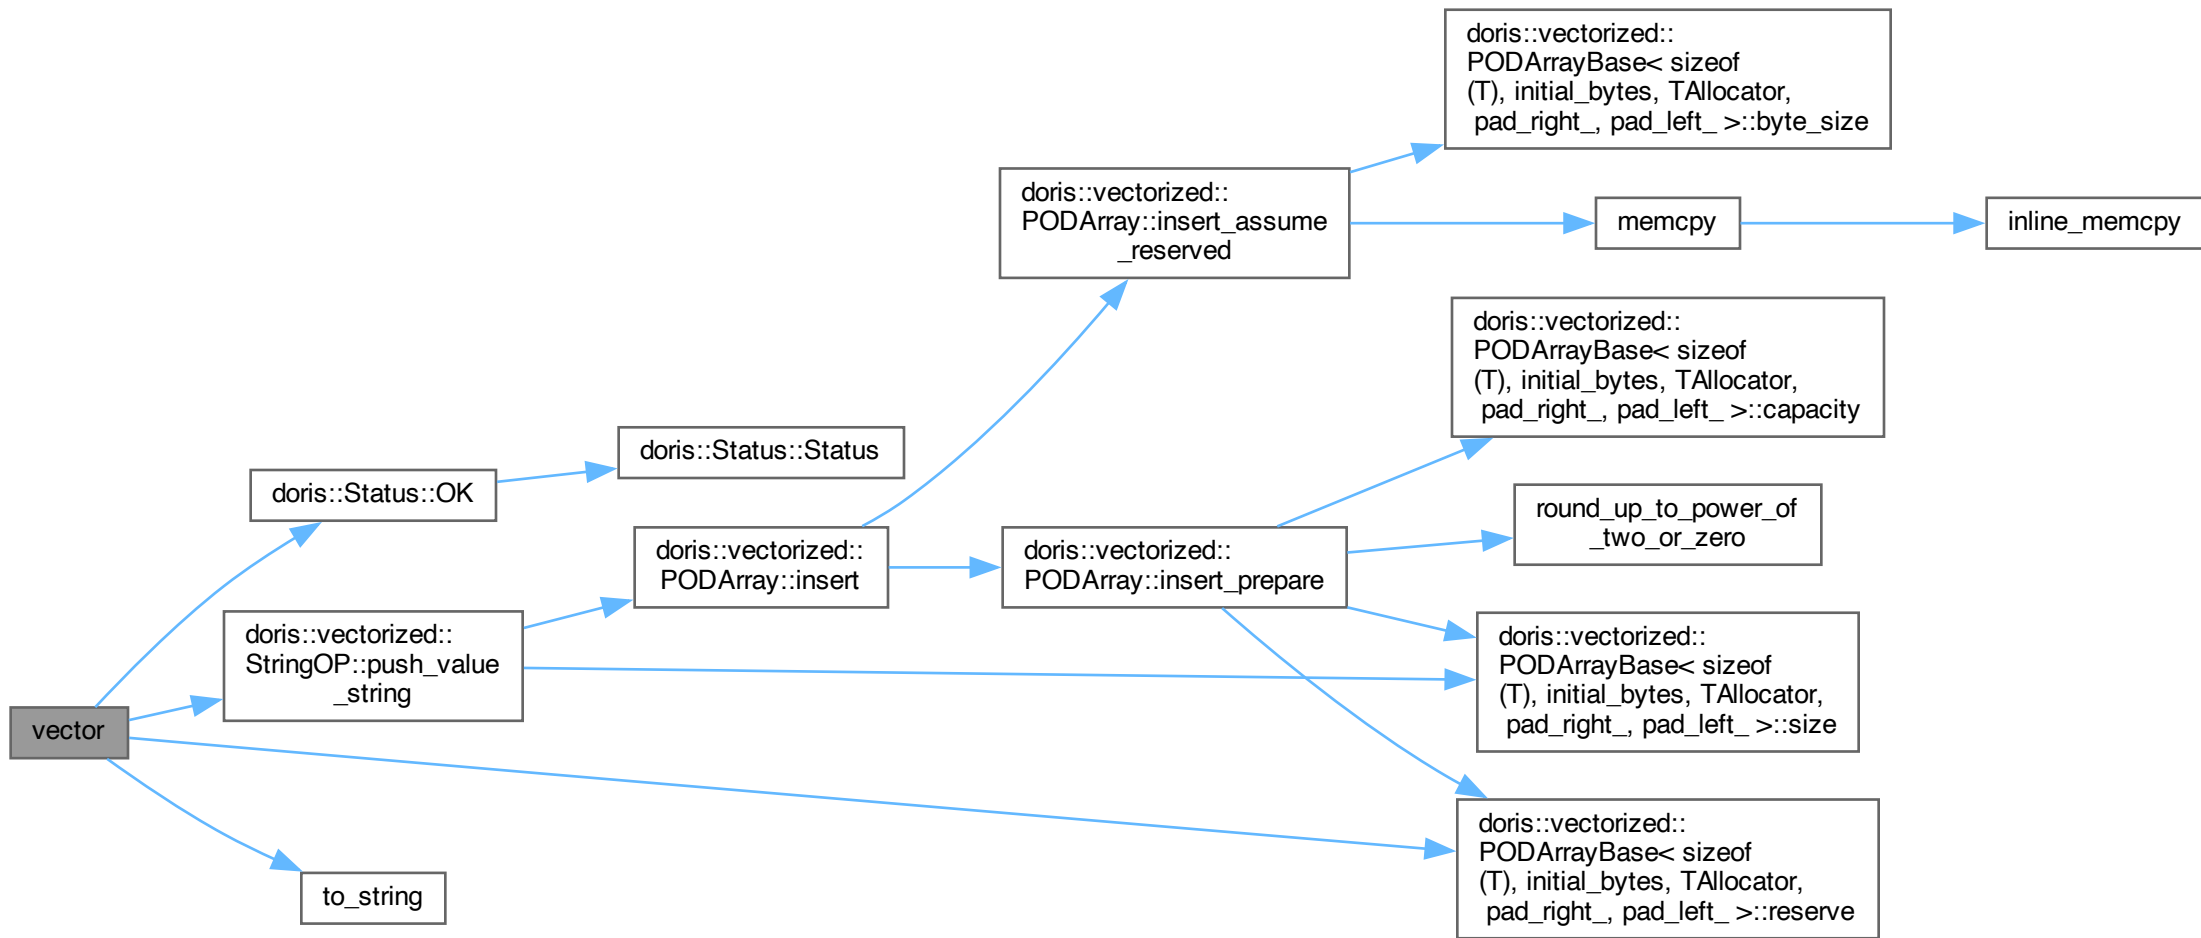 doris::vectorized::
PODArrayBase< sizeof
(T), initial_bytes, TAllocator,
pad_right_, pad_left_ >::byte_size
doris::vectorized::
PODArray::insert_assume
_reserved
memcpy
inline_memcpy
doris::vectorized::
PODArrayBase< sizeof
(T), initial_bytes, TAllocator,
pad_right_, pad_left_ >::capacity
doris::Status::Status
doris::Status::OK
round_up_to_power_of
_two_or_zero
doris::vectorized::
PODArray::insert
doris::vectorized::
PODArray::insert_prepare
doris::vectorized::
StringOP::push_value
_string
doris::vectorized::
PODArrayBase< sizeof
(T), initial_bytes, TAllocator,
pad_right_, pad_left_ >::size
vector
doris::vectorized::
PODArrayBase< sizeof
(T), initial_bytes, TAllocator,
pad_right_, pad_left_ >::reserve
to_string